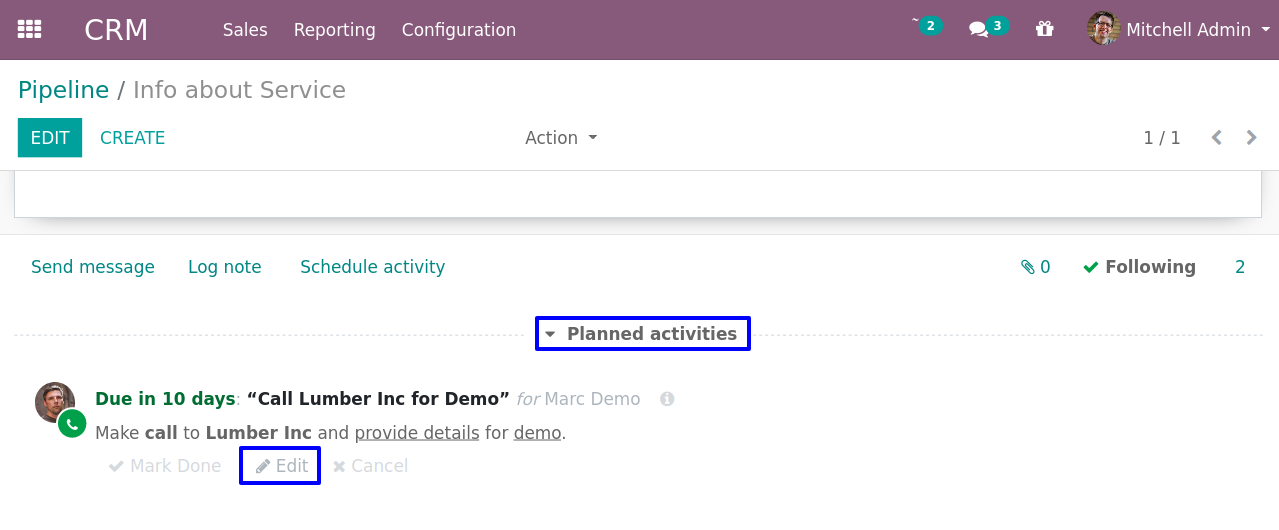 CRM Sales Reporting Configuration 2 3 Mitchell Admin
Pipeline / Info about Service
EDIT CREATE Action 1 / 1
Send message Log note Schedule activity 0 Following 2
Planned activities
Due in 10 days: “Call Lumber Inc for Demo” for Marc Demo
Make call to Lumber Inc and provide details for demo.
Mark Done Edit Cancel